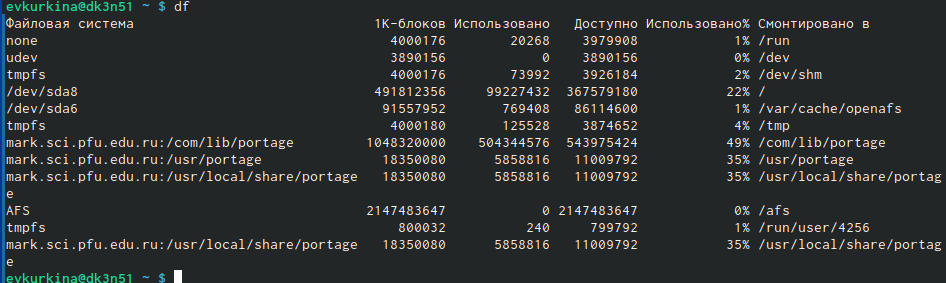 evkurkina@dk3n51 ~ $ df
Файловая система 1K-блоков Использовано Доступно Использовано% Смонтировано в
none 4000176 20268 3979908 1% /run
udev 3890156 0 3890156 0% /dev
tmpfs 4000176 73992 3926184 2% /dev/shm
/dev/sda8 491812356 99227432 367579180 22% /
/dev/sda6 91557952 769408 86114600 1% /var/cache/openafs
tmpfs 4000180 125528 3874652 4% /tmp
mark.sci.pfu.edu.ru:/com/lib/portage 1048320000 504344576 543975424 49% /com/lib/portage
mark.sci.pfu.edu.ru:/usr/portage 18350080 5858816 11009792 35% /usr/portage
mark.sci.pfu.edu.ru:/usr/local/share/portage 18350080 5858816 11009792 35% /usr/local/share/portag
e
AFS 2147483647 0 2147483647 0% /afs
tmpfs 800032 240 799792 1% /run/user/4256
mark.sci.pfu.edu.ru:/usr/local/share/portage 18350080 5858816 11009792 35% /usr/local/share/portag
e
evkurkina@dk3n51 ~ $